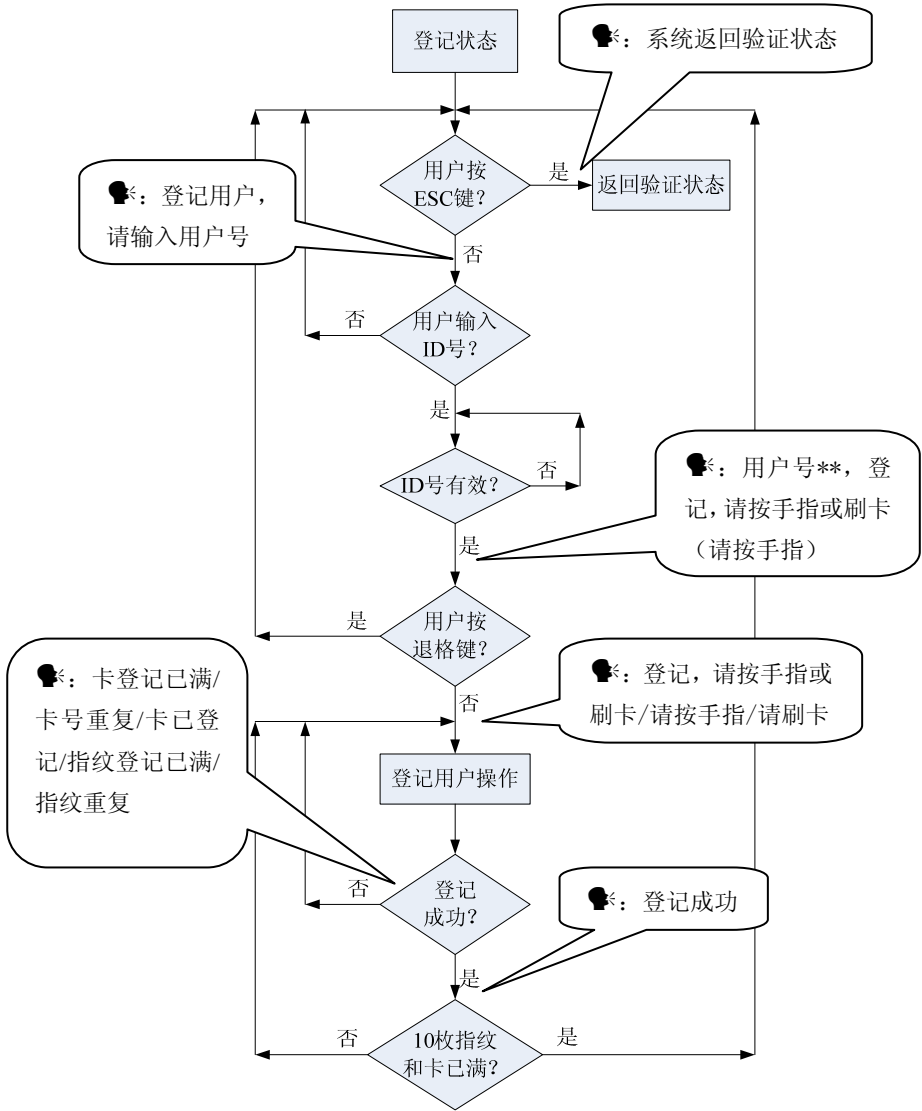 登记状态
：系统返回验证状态
用户按
ESC键？
是
返回验证状态
：登记用户，
请输入用户号
否
用户输入
ID号？
否
是
ID号有效？
否
：用户号**，登
记，请按手指或刷卡
（请按手指）
是
用户按
退格键？
是
否
：登记，请按手指或
刷卡/请按手指/请刷卡
：卡登记已满/
卡号重复/卡已登
记/指纹登记已满/
指纹重复
登记用户操作
登记
成功？
否
：登记成功
是
10枚指纹
和卡已满？
否
是